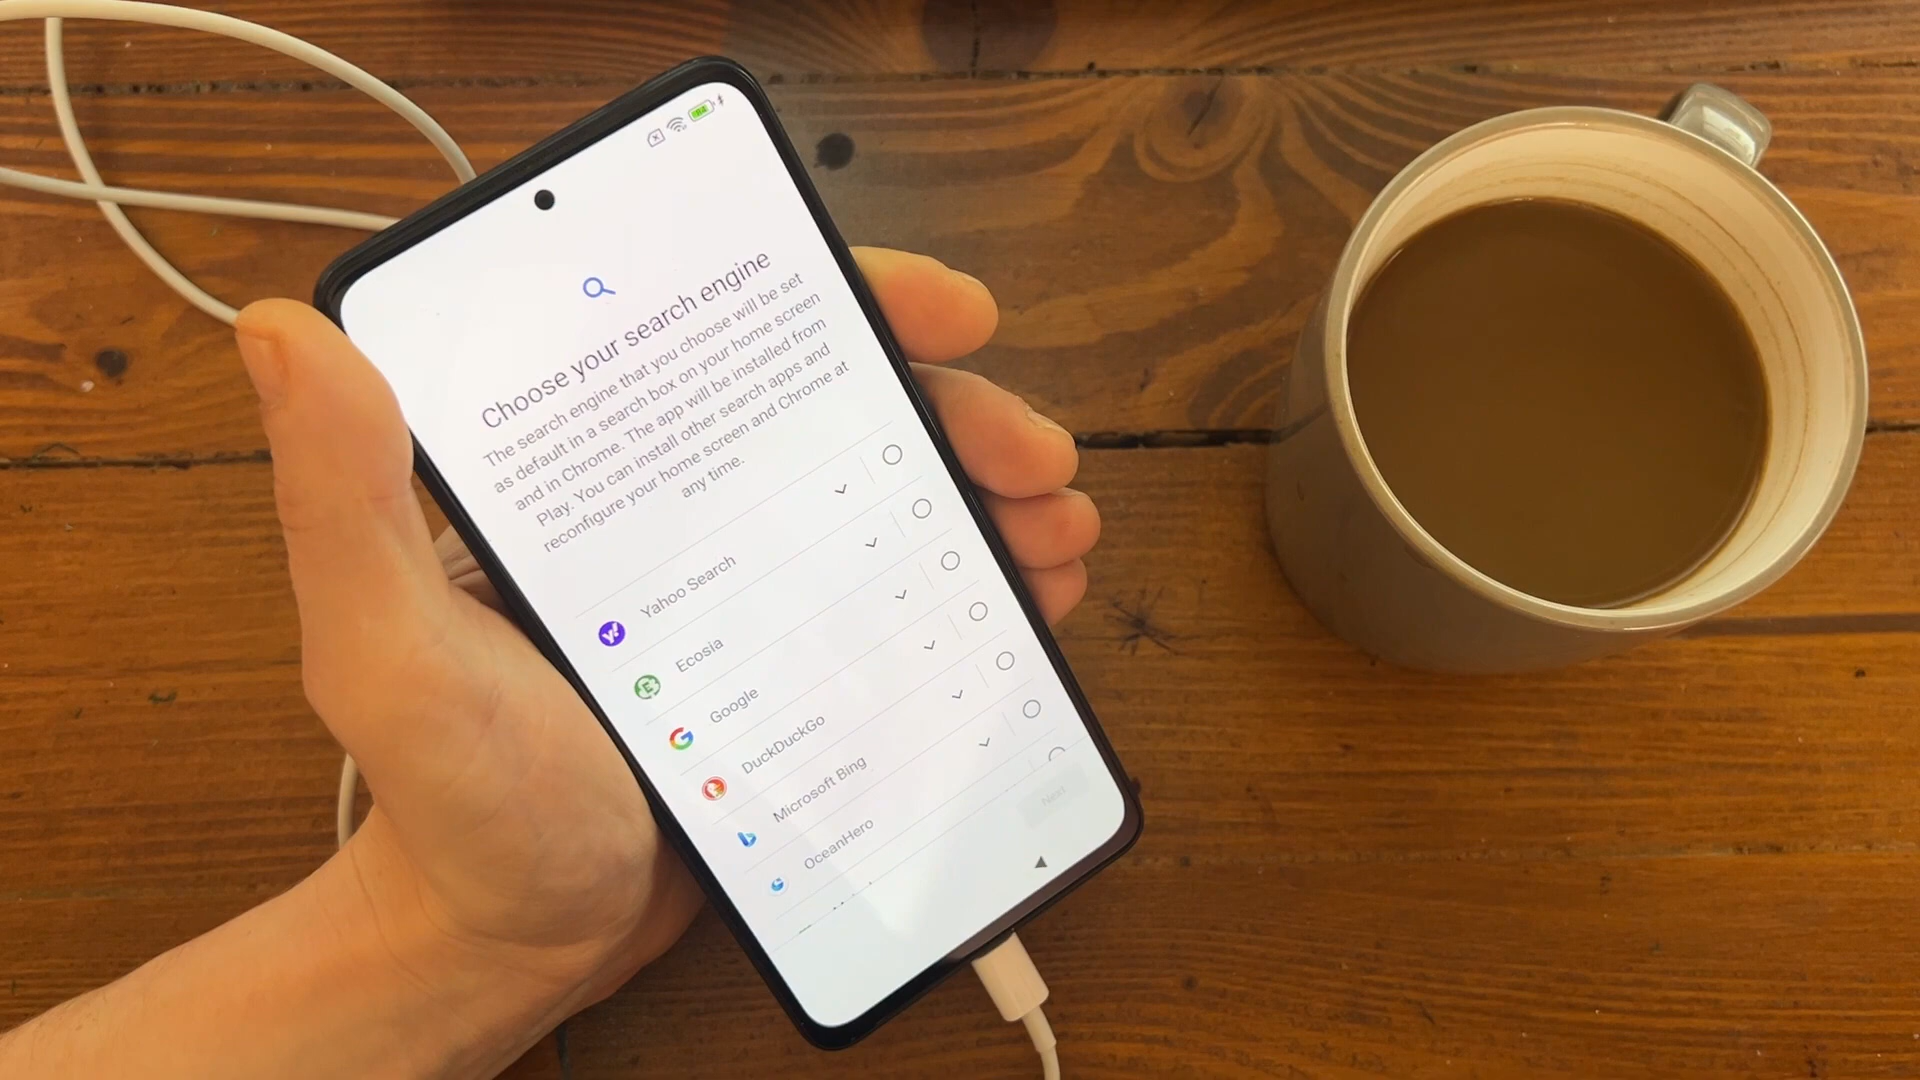 Choose your search engine
The search engine that you choose will be set
as default in a search box on your home screen
and in Chrome. The app will be installed from
Play. You can install other search apps and
reconfigure your home screen and Chrome at
any time.
Yahoo Search
Ecosia
Google
DuckDuckGo
Microsoft Bing
OceanHero
Next